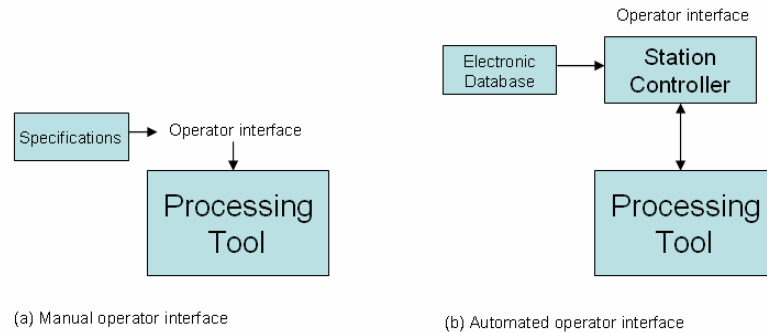 Specifications
Operator interface
Processing
Tool
(a) Manual operator interface
Operator interface
Electronic
Database
Station
Controller
Processing
Tool
(b) Automated operator interface